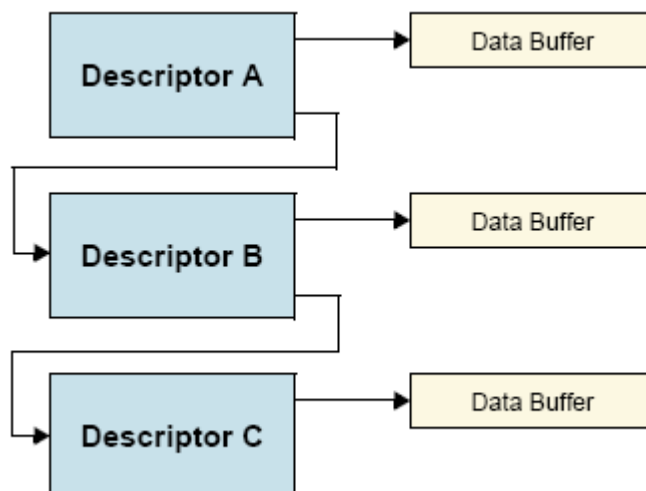 Descriptor A
Data Buffer
Descriptor B
Data Buffer
Descriptor C
Data Buffer